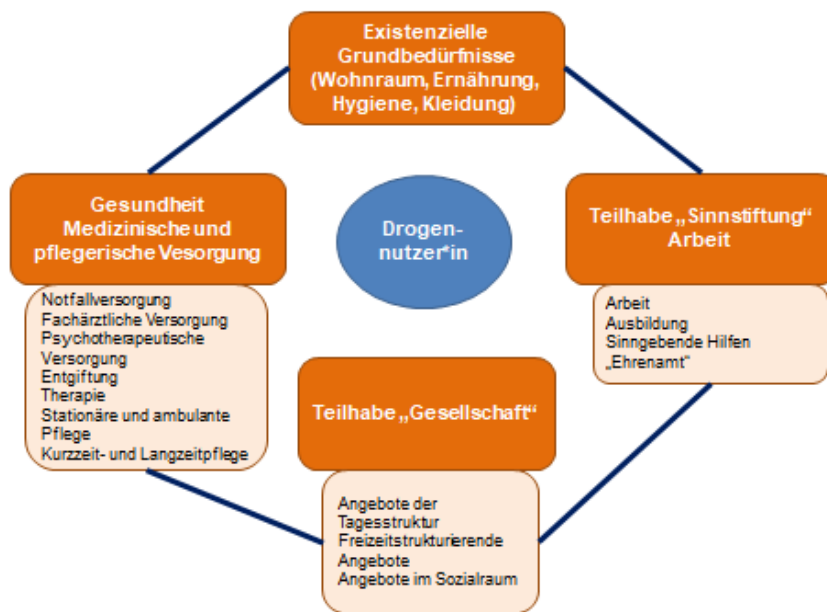 Existenzielle
Grundbedürfnisse
(Wohnraum, Ernährung,
Hygiene, Kleidung)
Gesundheit
Medizinische und
pflegerische Vesorgung
Notfallversorgung
Fachärztliche Versorgung
Psychotherapeutische
Versorgung
Entgiftung
Therapie
Stationäre und ambulante
Pflege
Kurzzeit- und Langzeitpflege
Drogen-
nutzer*in
Teilhabe „Sinnstiftung“
Arbeit
Arbeit
Ausbildung
Sinngebende Hilfen
„Ehrenamt“
Teilhabe „Gesellschaft“
Angebote der
Tagesstruktur
Freizeitstrukturierende
Angebote
Angebote im Sozialraum